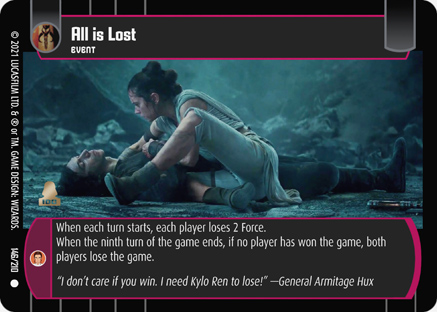 All is Lost
EVENT
© 2021 LUCASFILM LTD. & ® or TM. GAME DESIGN: WIZARDS.
146/210
When each turn starts, each player loses 2 Force.
When the ninth turn of the game ends, if no player has won the game, both
players lose the game.
“I don't care if you win. I need Kylo Ren to lose!” —General Armitage Hux